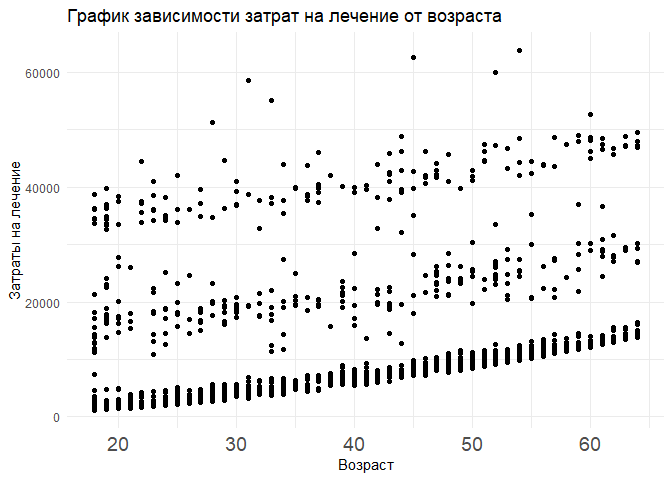 График зависимости затрат на лечение от возраста
60000
40000
20000
0
Затраты на лечение
20 30 40 50 60
Возраст